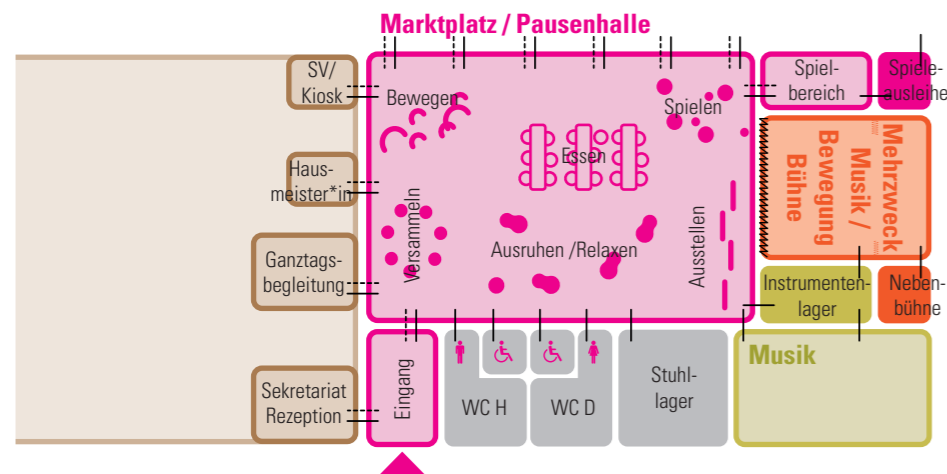 Marktplatz / Pausenhalle
SV/
Kiosk
Bewegen
Spielen
Spiel-
bereich
Spiele-
ausleihe
Haus-
meister*in
Essen
Mehrzweck
Musik /
Bewegung
Bühne
Versammeln
Ausruhen /Relaxen
Ausstellen
Ganztags-
begleitung
Instrumenten-
lager
Neben-
bühne
Sekretariat
Rezeption
Eingang
WC H
WC D
Stuhl-
lager
Musik